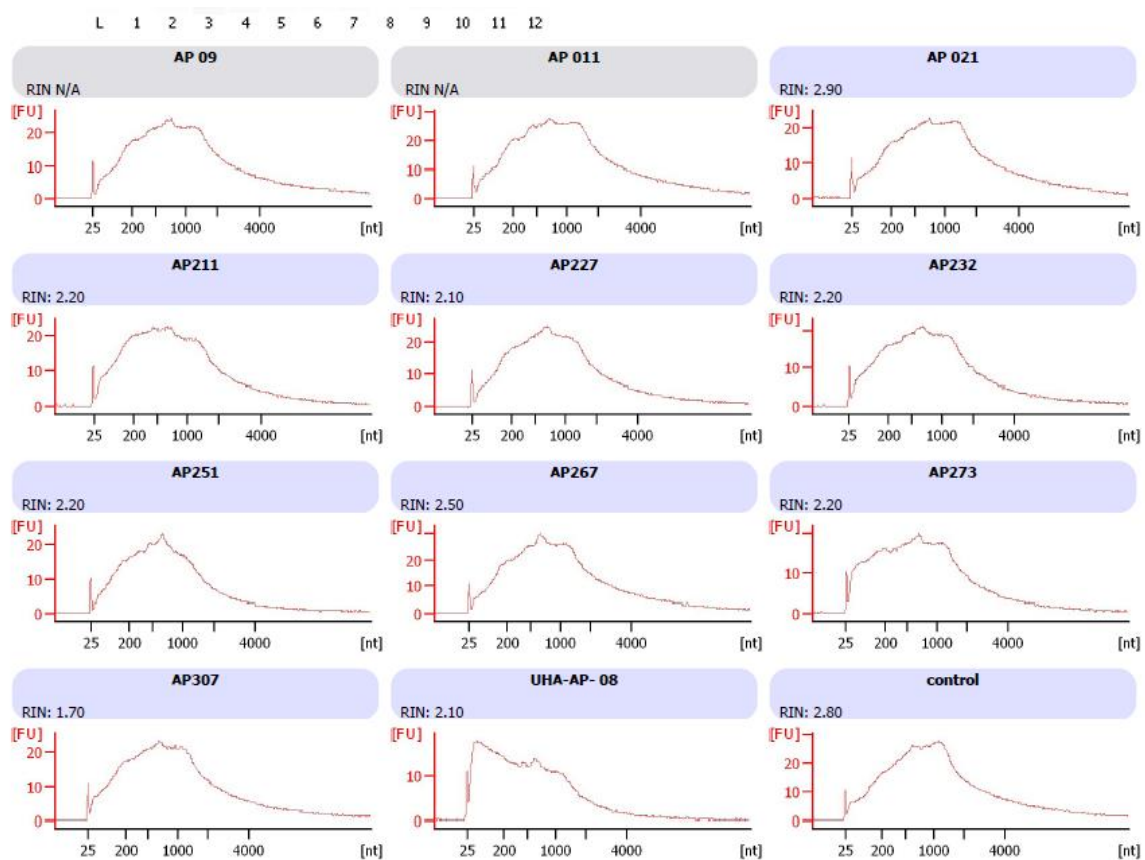 L 1 2 3 4 5 6 7 8 9 10 11 12
AP 09 AP 011 AP 021
RIN N/A RIN N/A RIN: 2.90
[FU] [FU] [FU]
20 20 20
10 10 10
0 0 0
25 200 1000 4000 [nt] 25 200 1000 4000 [nt] 25 200 1000 4000 [nt]
AP211 AP227 AP232
RIN: 2.20 RIN: 2.10 RIN: 2.20
[FU] [FU] [FU]
20 20
10 10 10
0 0 0
25 200 1000 4000 [nt] 25 200 1000 4000 [nt] 25 200 1000 4000 [nt]
AP251 AP267 AP273
RIN: 2.20 RIN: 2.50 RIN: 2.20
[FU] [FU] [FU]
20 20
10 10 10
0 0 0
25 200 1000 4000 [nt] 25 200 1000 4000 [nt] 25 200 1000 4000 [nt]
AP307 UHA-AP- 08 control
RIN: 1.70 RIN: 2.10 RIN: 2.80
[FU] [FU] [FU]
20 20
10 10 10
0 0 0
25 200 1000 4000 [nt] 25 200 1000 4000 [nt] 25 200 1000 4000 [nt]